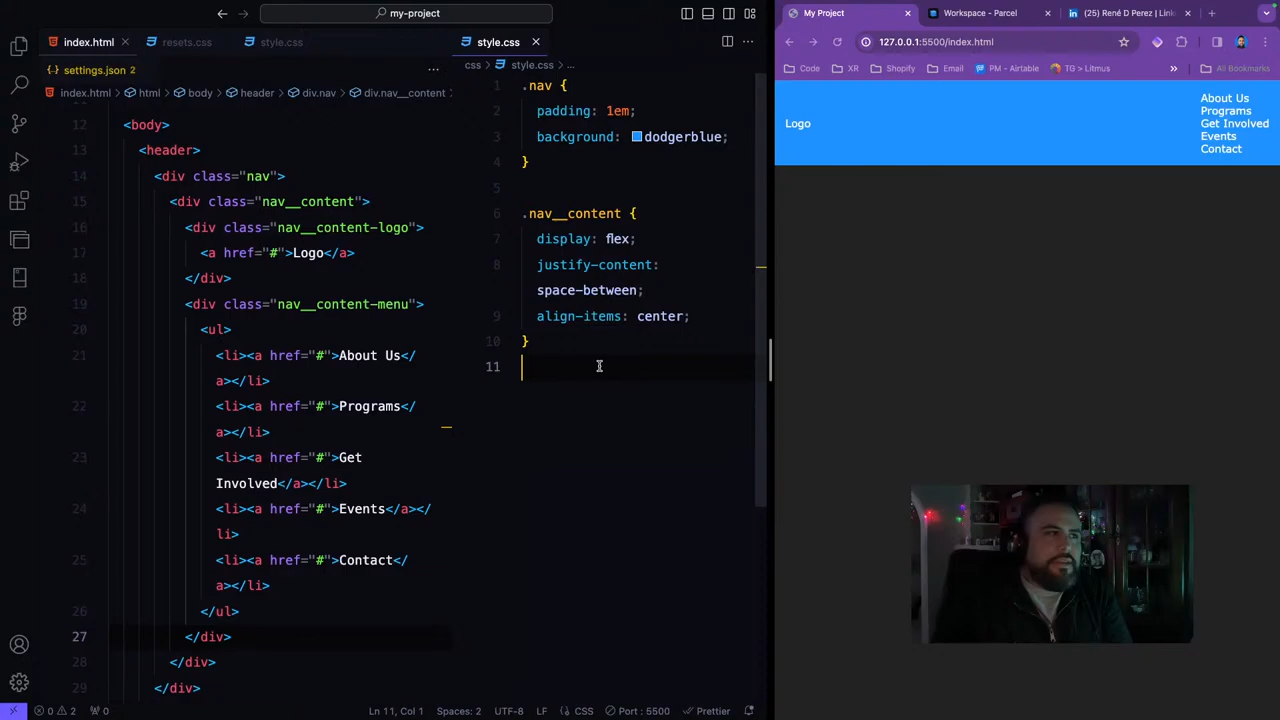 my-project
index.html
resets.css
style.css
style.css
settings.json 2
index.html > html > body > header > div.nav > div.nav__content >
css > style.css > ...
12 <body>
13 <header>
14 <div class="nav">
15 <div class="nav__content">
16 <div class="nav__content-logo">
17 <a href="#">Logo</a>
18 </div>
19 <div class="nav__content-menu">
20 <ul>
21 <li><a href="#">About Us</
a></li>
22 <li><a href="#">Programs</
a></li>
23 <li><a href="#">Get
Involved</a></li>
24 <li><a href="#">Events</a></
li>
25 <li><a href="#">Contact</
a></li>
26 </ul>
27 </div>
28 </div>
29 </div>
1 .nav {
2 padding: 1em;
3 background: dodgerblue;
4 }
5
6 .nav__content {
7 display: flex;
8 justify-content:
space-between;
9 align-items: center;
10 }
11
0 2 0
Ln 11, Col 1
Spaces: 2
UTF-8
LF
CSS
Port : 5500
Prettier
My Project
Workspace - Parcel
(25) René D Perez | Link
127.0.0.1:5500/index.html
Code
XR
Shopify
Email
PM - Airtable
TG > Litmus
»
All Bookmarks
Logo
About Us
Programs
Get Involved
Events
Contact